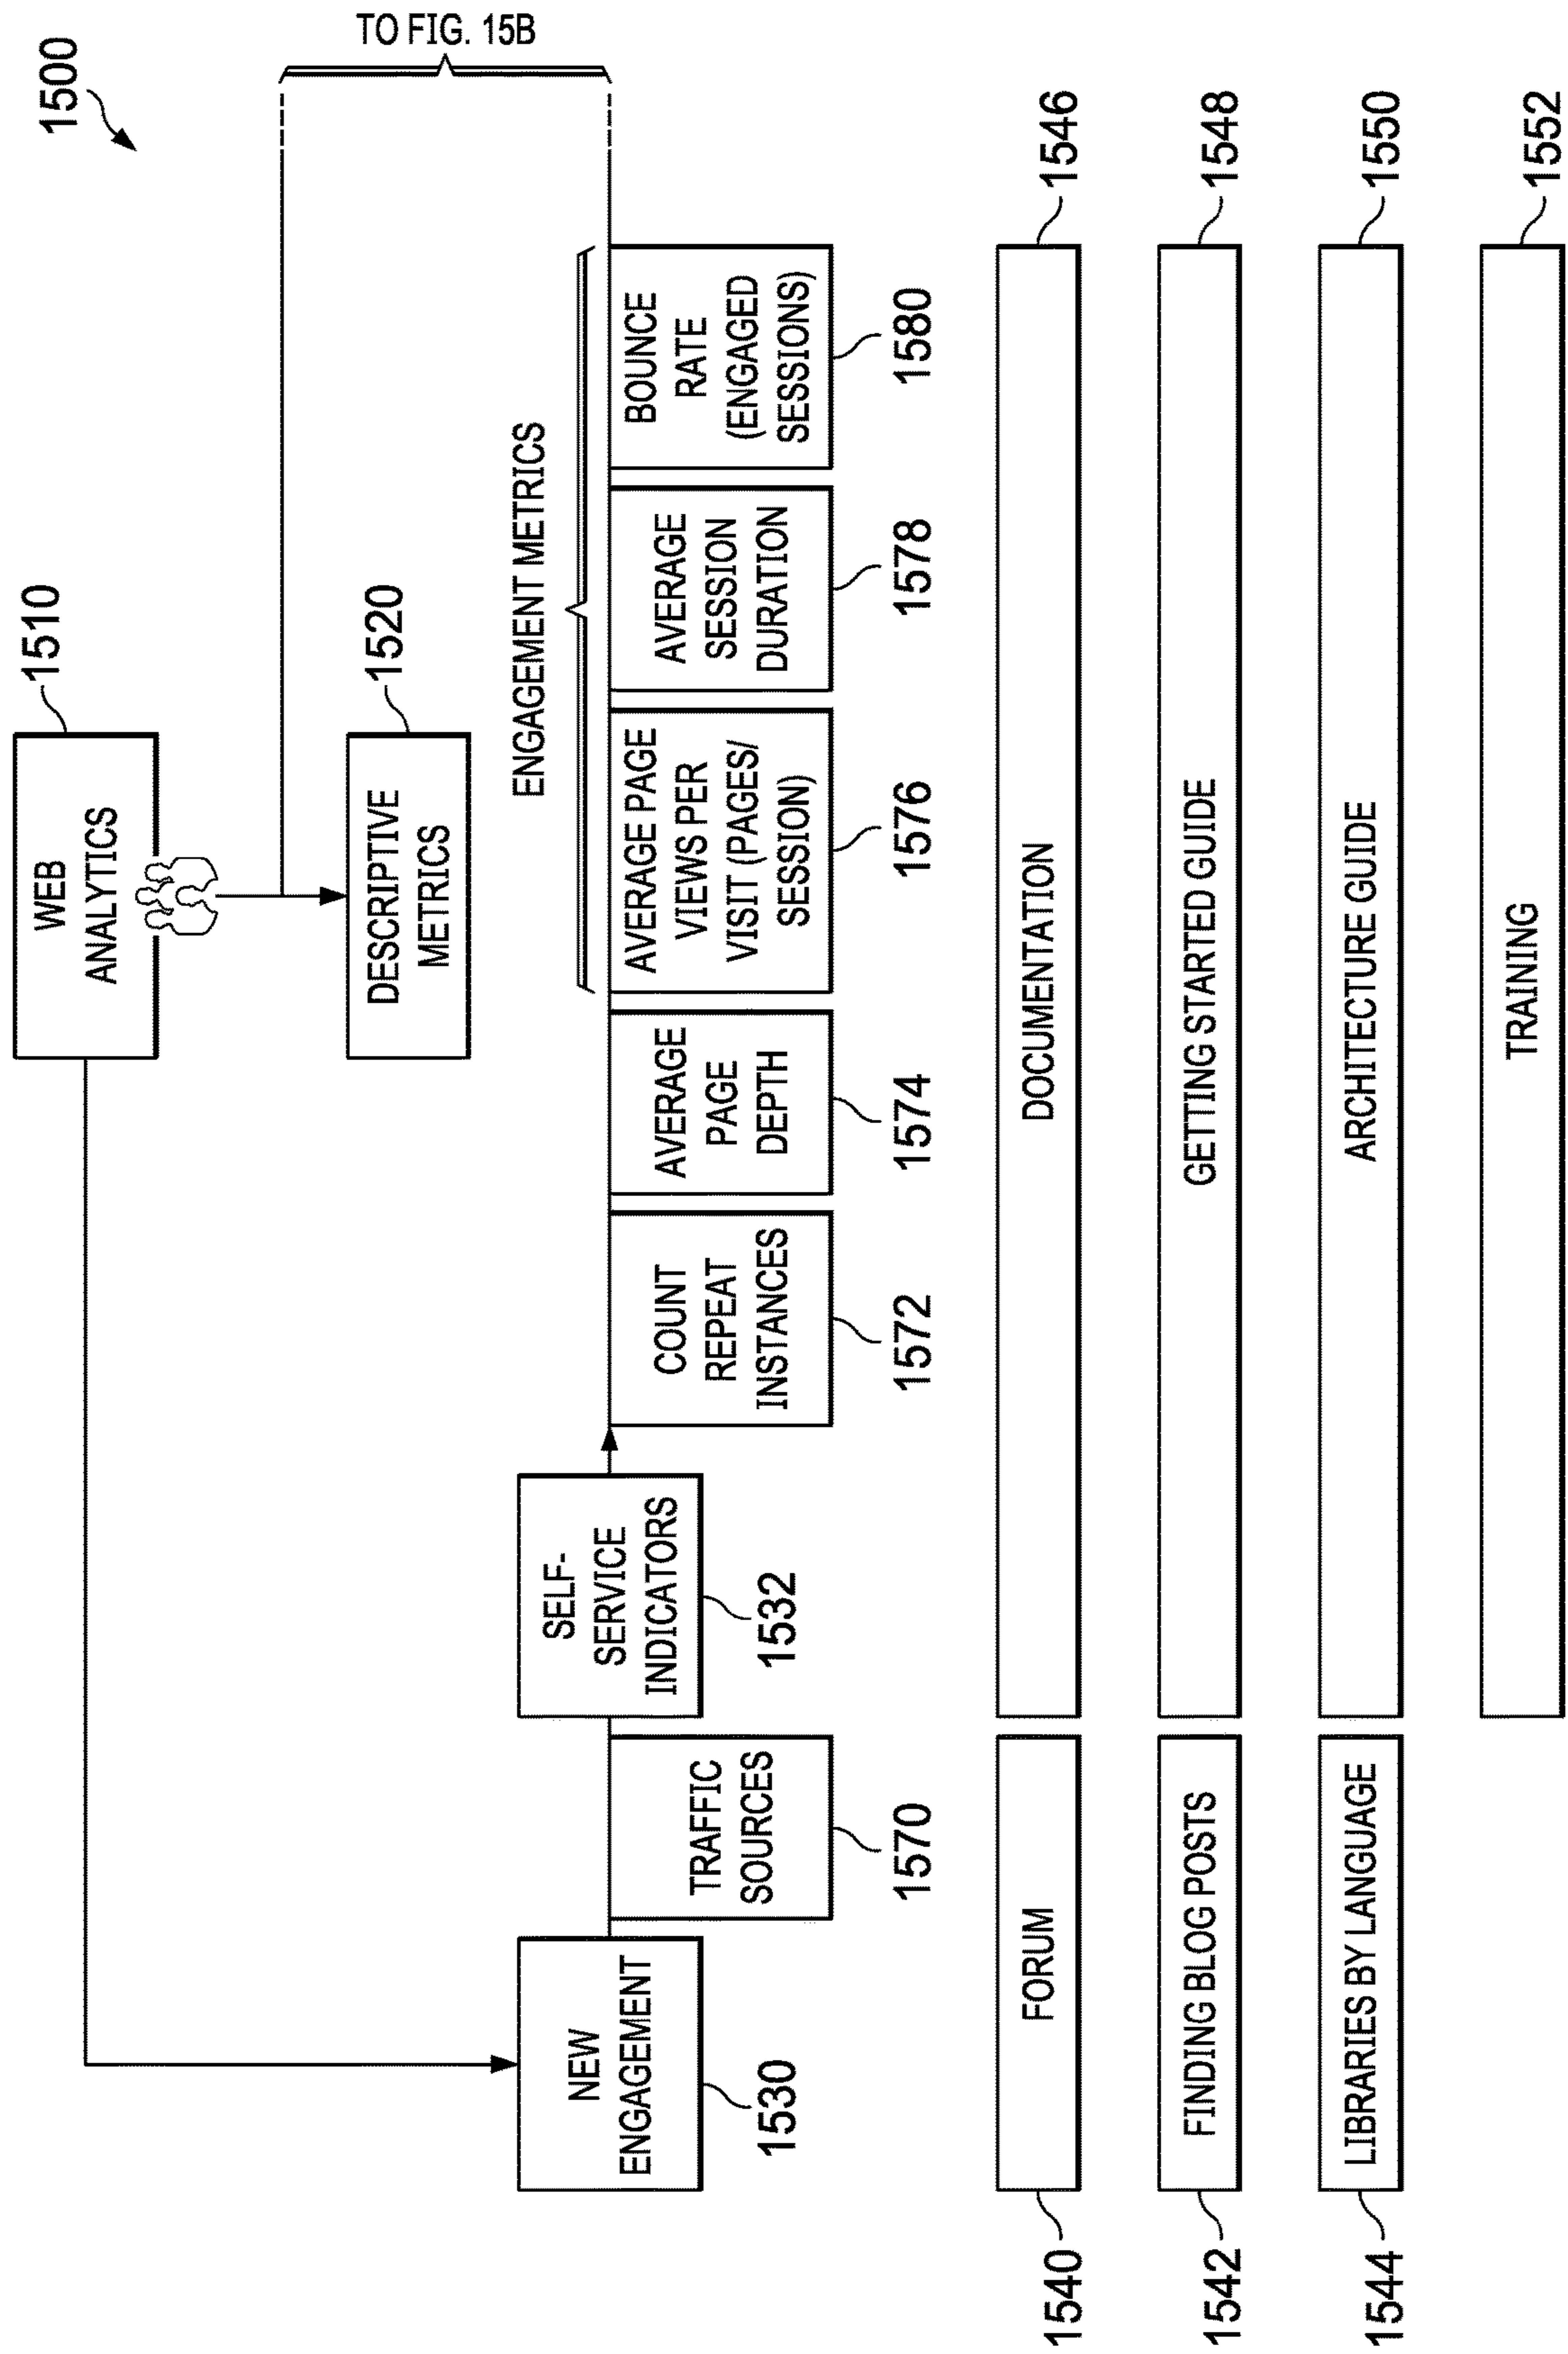 1500
TO FIG. 15B
WEB
ANALYTICS
1510
DESCRIPTIVE
METRICS
1520
ENGAGEMENT METRICS
NEW
ENGAGEMENT
1530
TRAFFIC
SOURCES
1570
SELF-
SERVICE
INDICATORS
1532
COUNT
REPEAT
INSTANCES
1572
AVERAGE
PAGE
DEPTH
1574
AVERAGE PAGE
VIEWS PER
VISIT (PAGES/
SESSION)
1576
AVERAGE
SESSION
DURATION
1578
BOUNCE
RATE
(ENGAGED
SESSIONS)
1580
1540
FORUM
DOCUMENTATION
1546
1542
FINDING BLOG POSTS
GETTING STARTED GUIDE
1548
1544
LIBRARIES BY LANGUAGE
ARCHITECTURE GUIDE
1550
TRAINING
1552